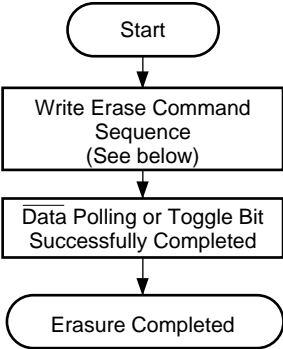 Start
Write Erase Command
Sequence
(See below)
Data Polling or Toggle Bit
Successfully Completed
Erasure Completed